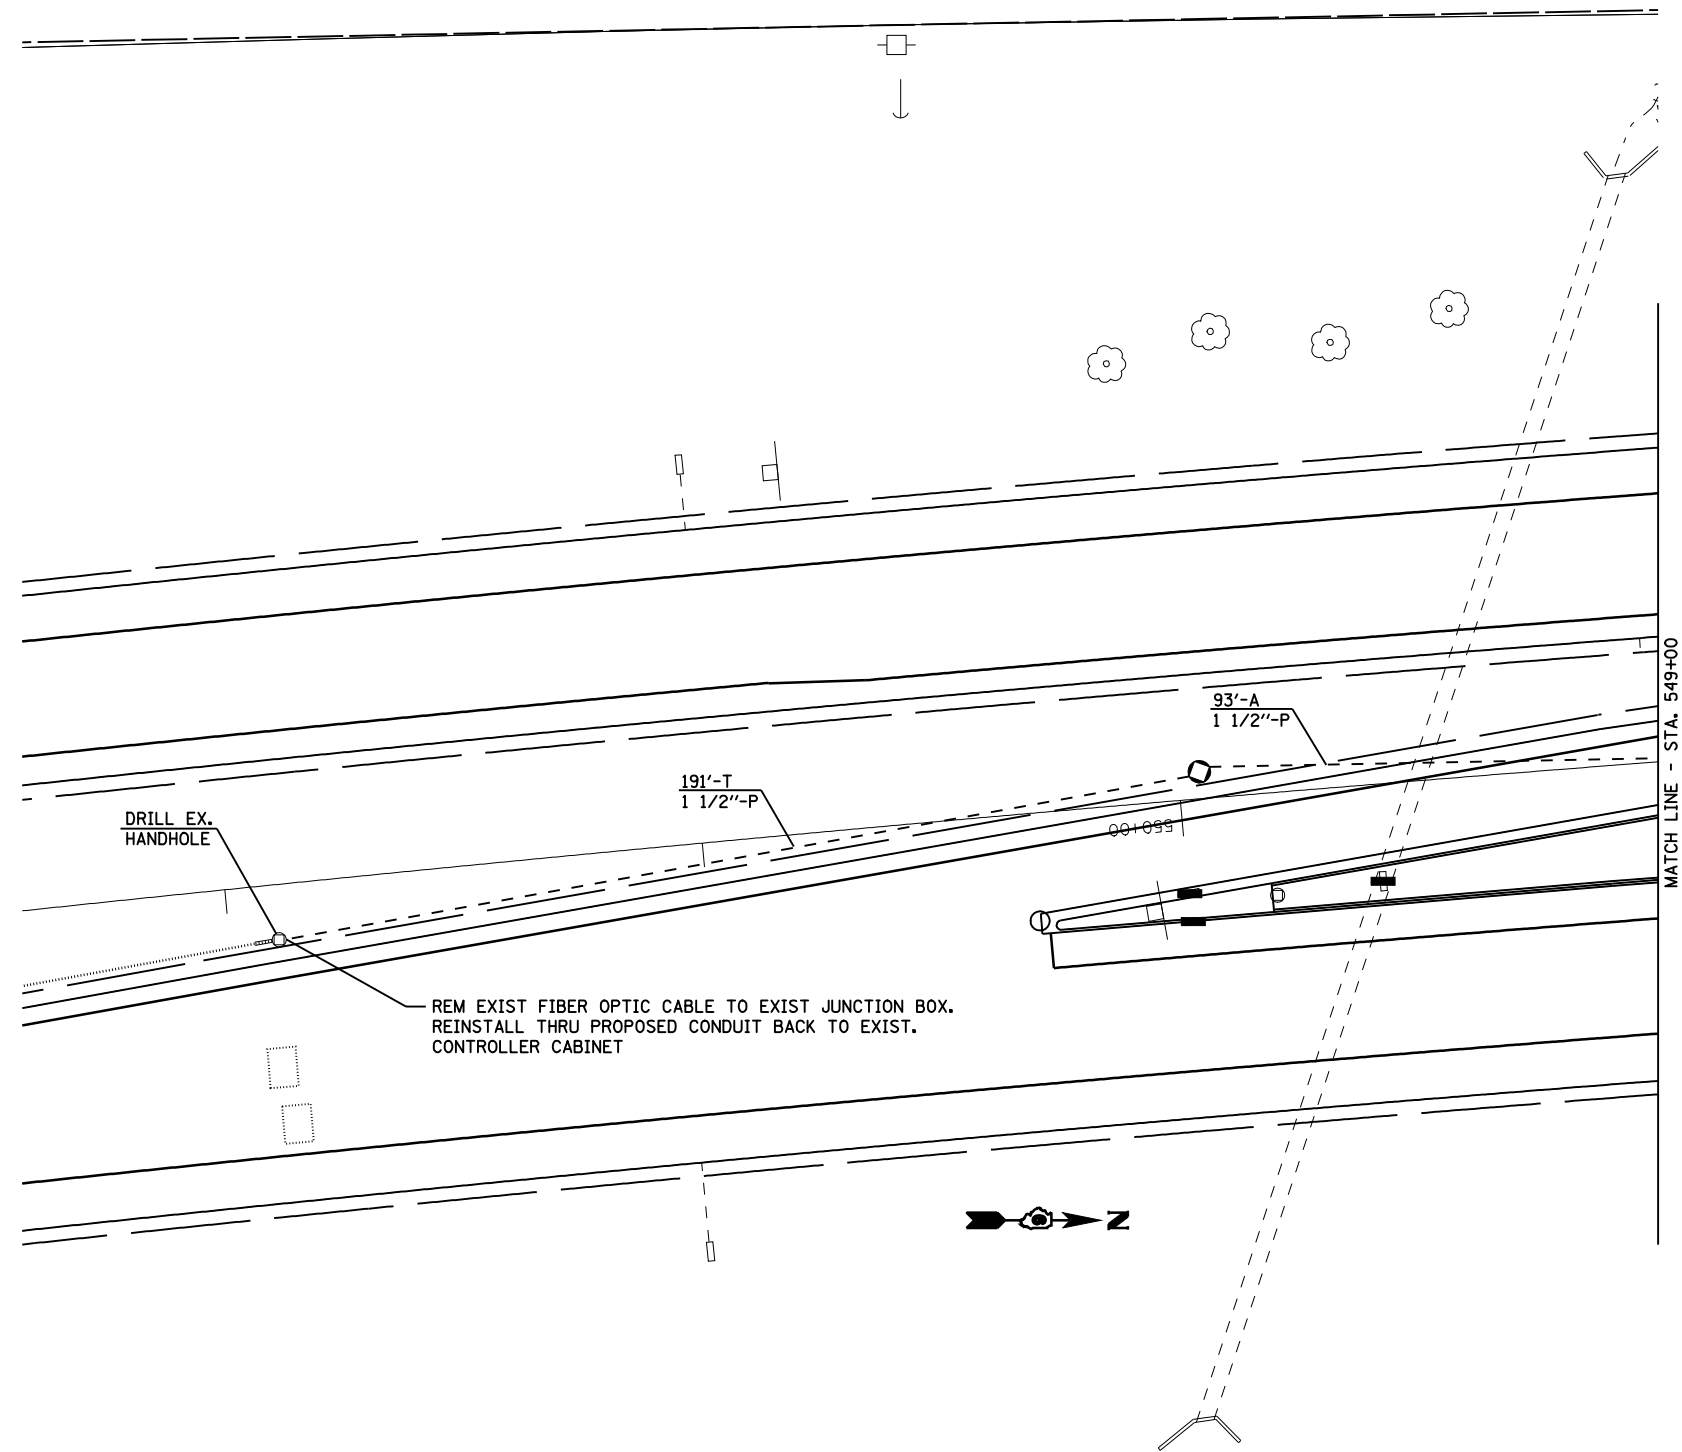 93'-A
1 1/2"-P
191'-T
1 1/2"-P
DRILL EX.
HANDHOLE
550+00
REM EXIST FIBER OPTIC CABLE TO EXIST JUNCTION BOX.
REINSTALL THRU PROPOSED CONDUIT BACK TO EXIST.
CONTROLLER CABINET
N
MATCH LINE - STA. 549+00